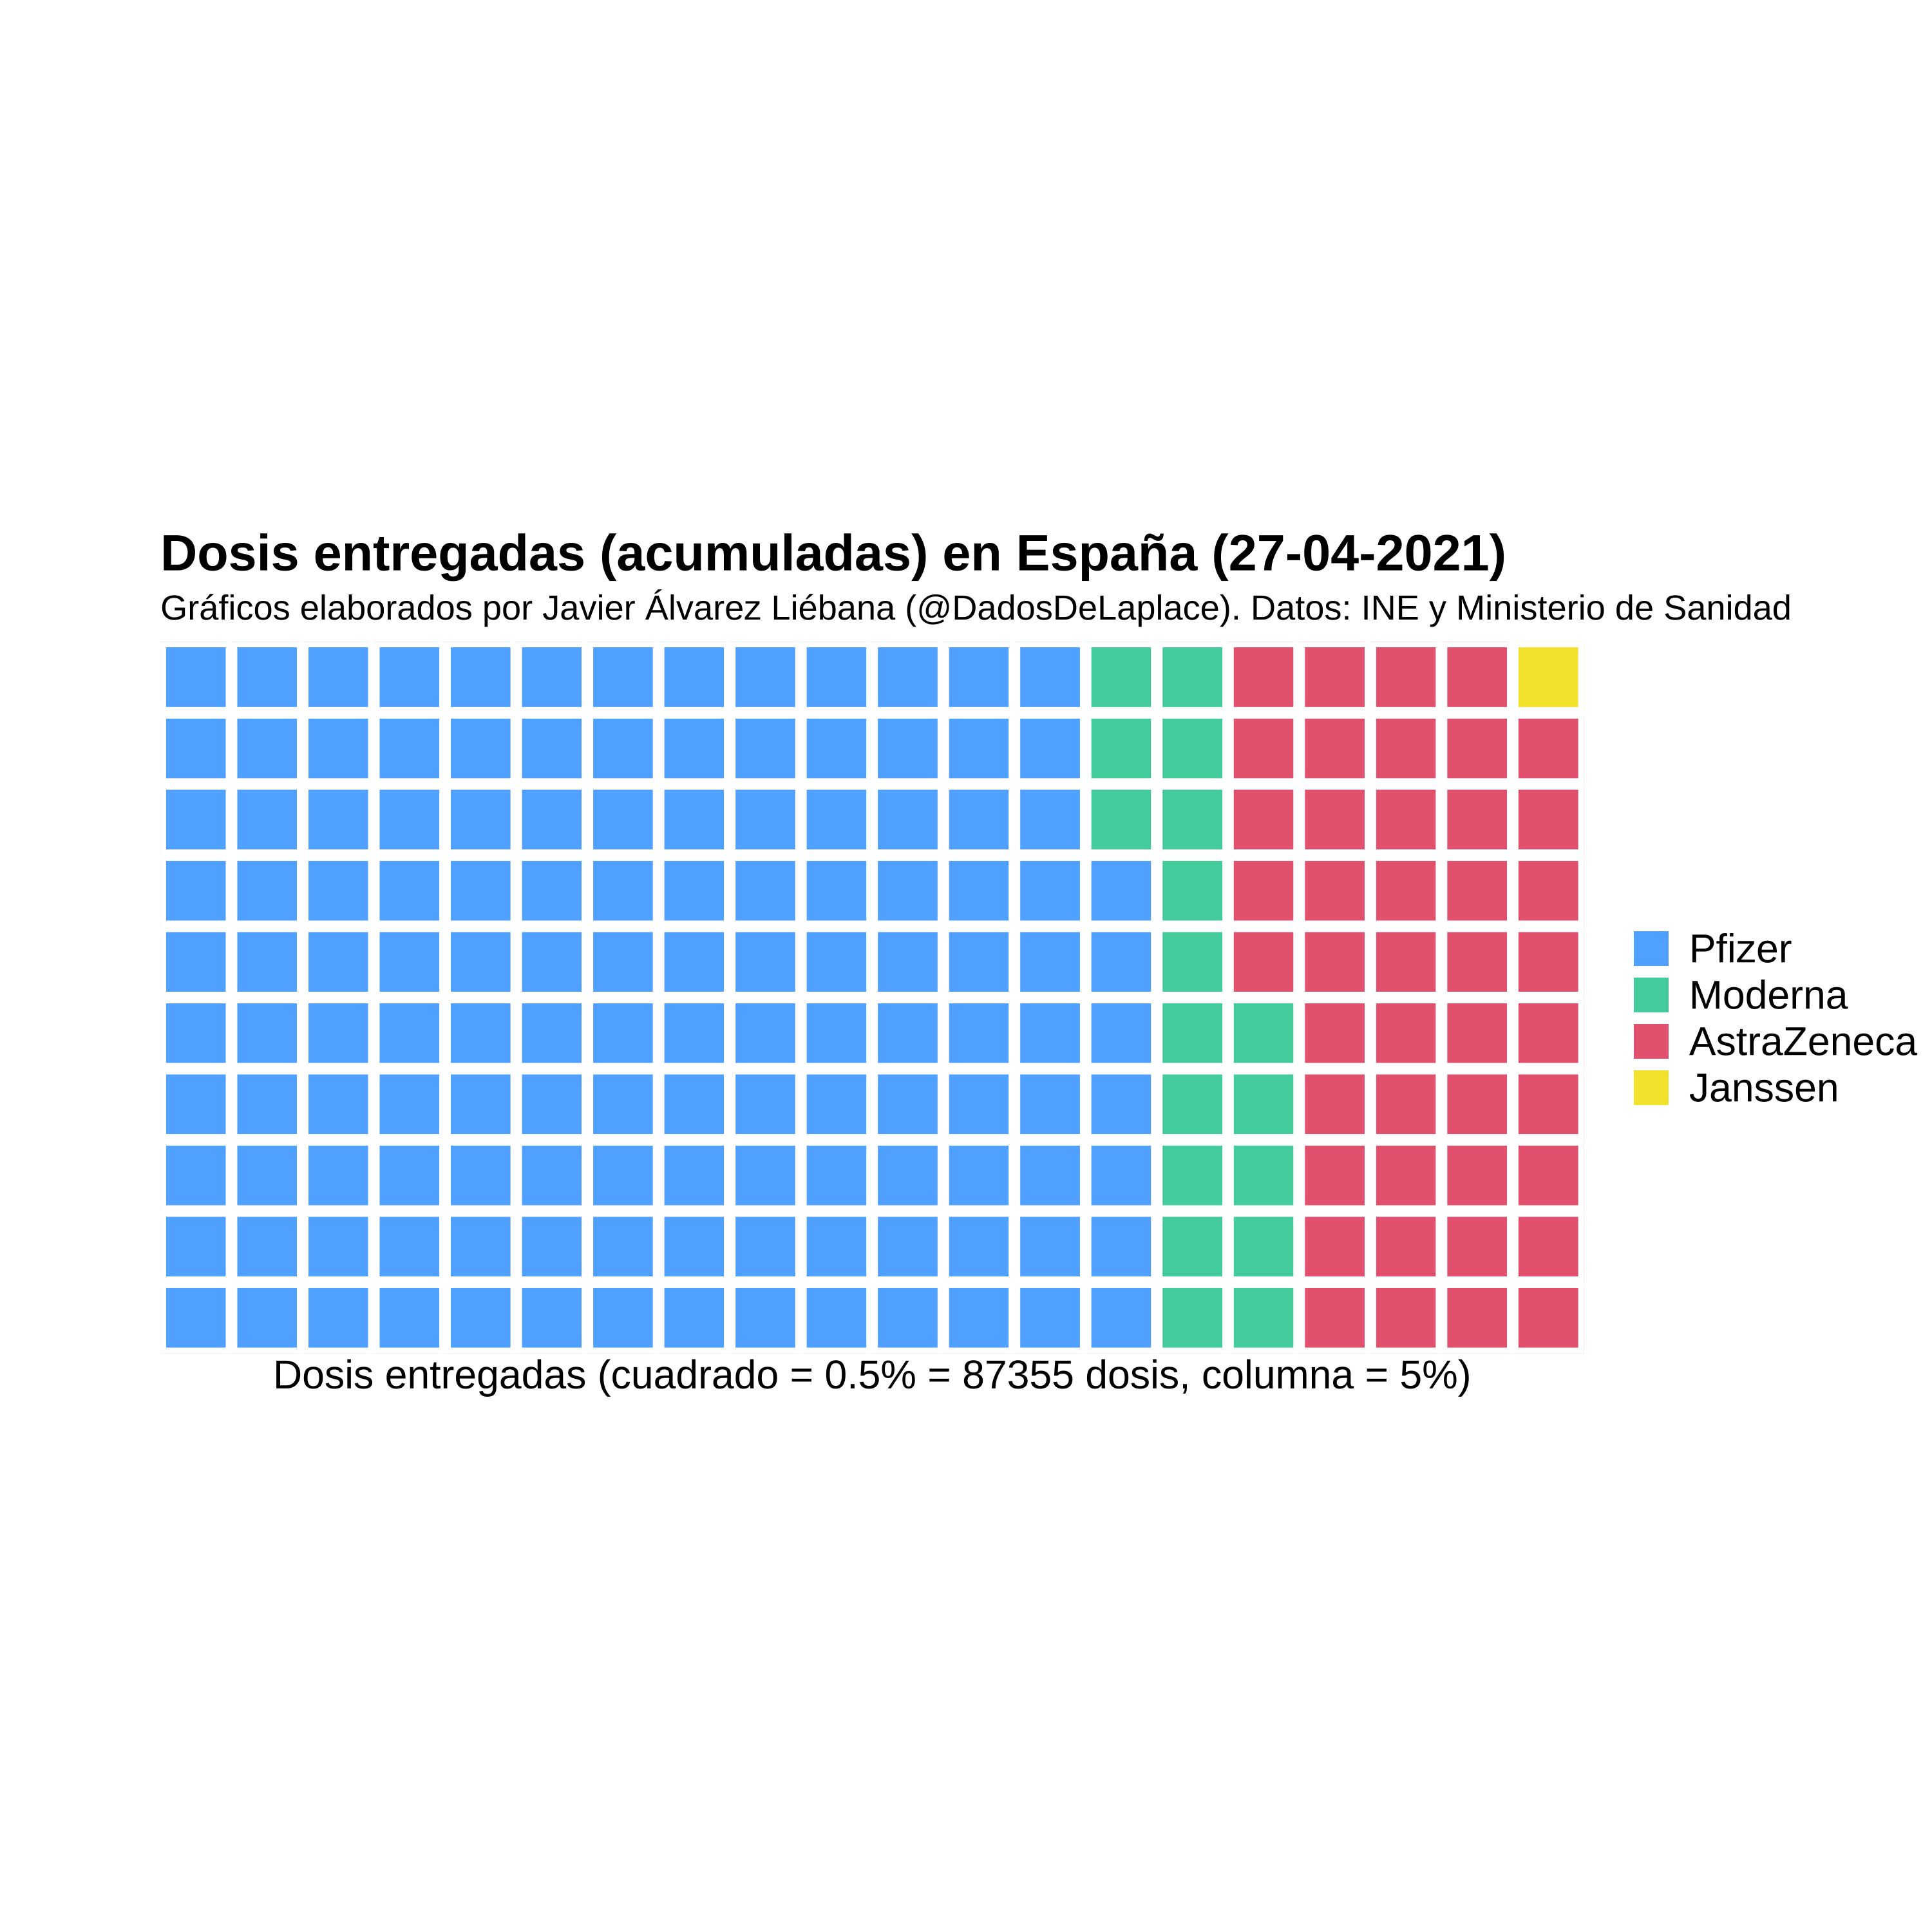 Dosis entregadas (acumuladas) en España (27-04-2021)
Gráficos elaborados por Javier Álvarez Liébana (@DadosDeLaplace). Datos: INE y Ministerio de Sanidad
Pfizer
Moderna
AstraZeneca
Janssen
Dosis entregadas (cuadrado = 0.5% = 87355 dosis, columna = 5%)